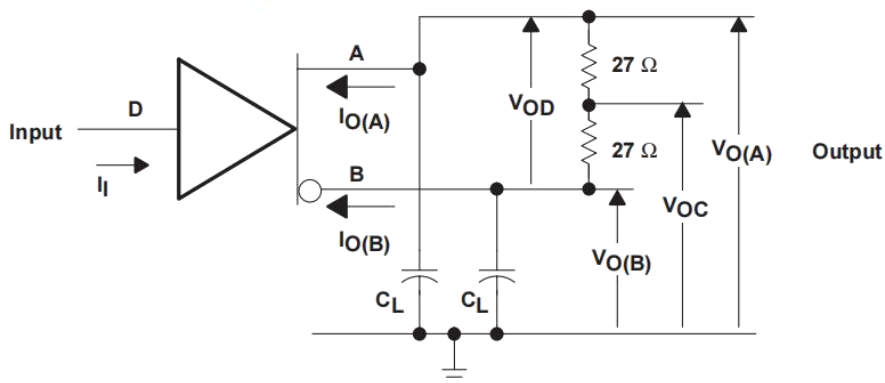 A
27 Ω
D
I_O(A)
V_OD
Input
27 Ω
V_O(A)
Output
B
I_I
V_OC
I_O(B)
V_O(B)
C_L
C_L